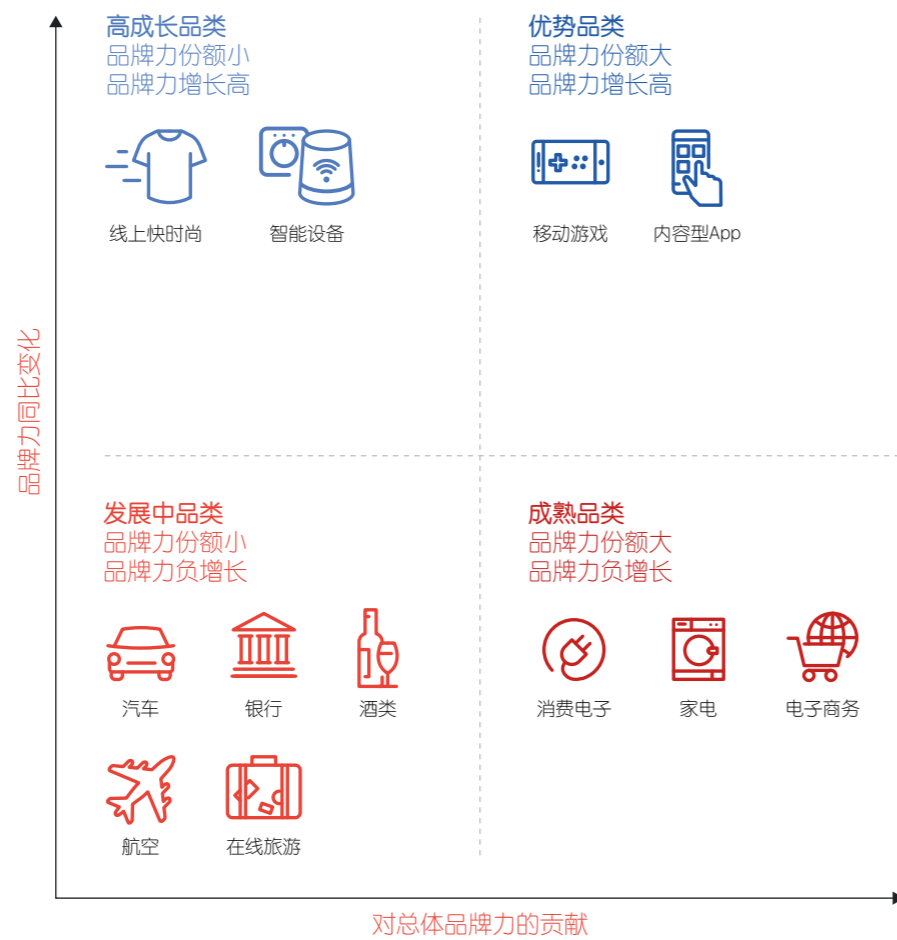 高成长品类
品牌力份额小
品牌力增长高
线上快时尚
智能设备
优势品类
品牌力份额大
品牌力增长高
移动游戏
内容型App
品牌力同比变化
发展中品类
品牌力份额小
品牌力负增长
汽车
银行
酒类
航空
在线旅游
成熟品类
品牌力份额大
品牌力负增长
消费电子
家电
电子商务
对总体品牌力的贡献